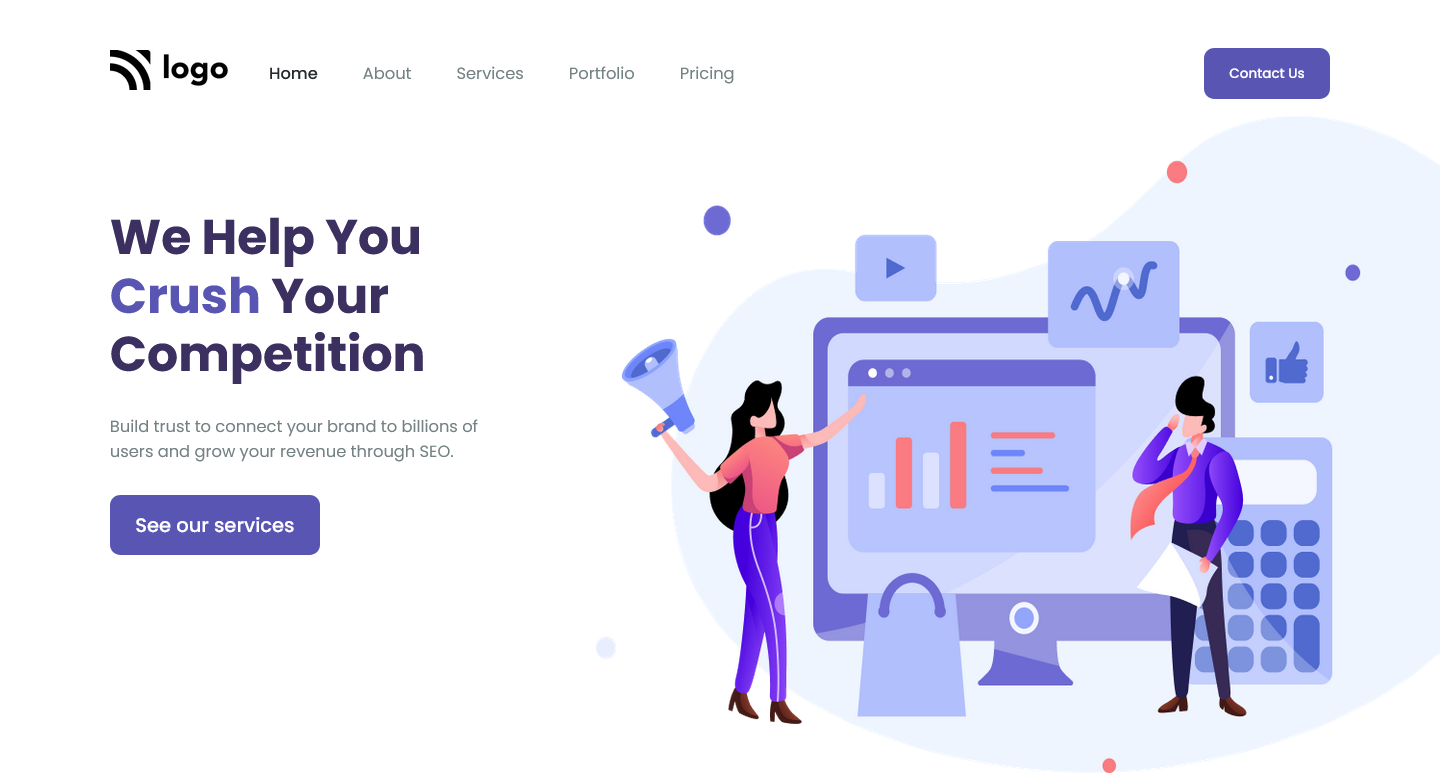 logo
Home About Services Portfolio Pricing
Contact Us
We Help You
Crush Your
Competition
Build trust to connect your brand to billions of
users and grow your revenue through SEO.
See our services